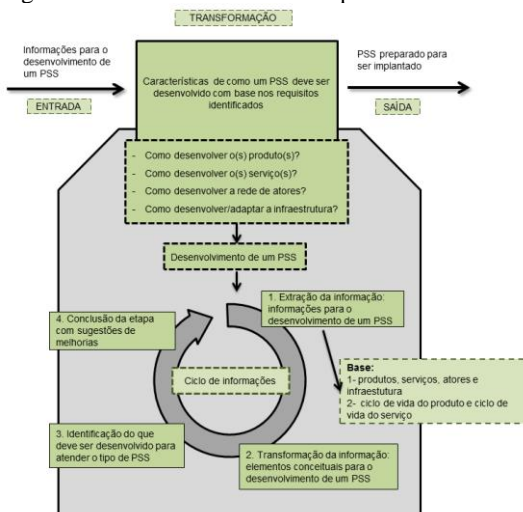 TRANSFORMAÇÃO
Informações para o
desenvolvimento de
um PSS
ENTRADA
Características de como um PSS deve ser
desenvolvido com base nos requisitos
identificados
PSS preparado para
ser implantado
SAÍDA
- Como desenvolver o(s) produto(s)?
- Como desenvolver o(s) serviço(s)?
- Como desenvolver a rede de atores?
- Como desenvolver/adaptar a infraestrutura?
Desenvolvimento de um PSS
1. Extração da informação:
informações para o
desenvolvimento de um PSS
4. Conclusão da etapa
com sugestões de
melhorias
Ciclo de informações
Base:
1- produtos, serviços, atores e
infraestutura
2- ciclo de vida do produto e ciclo de
vida do serviço
3. Identificação do que
deve ser desenvolvido para
atender o tipo de PSS
2. Transformação da informação:
elementos conceituais para o
desenvolvimento de um PSS